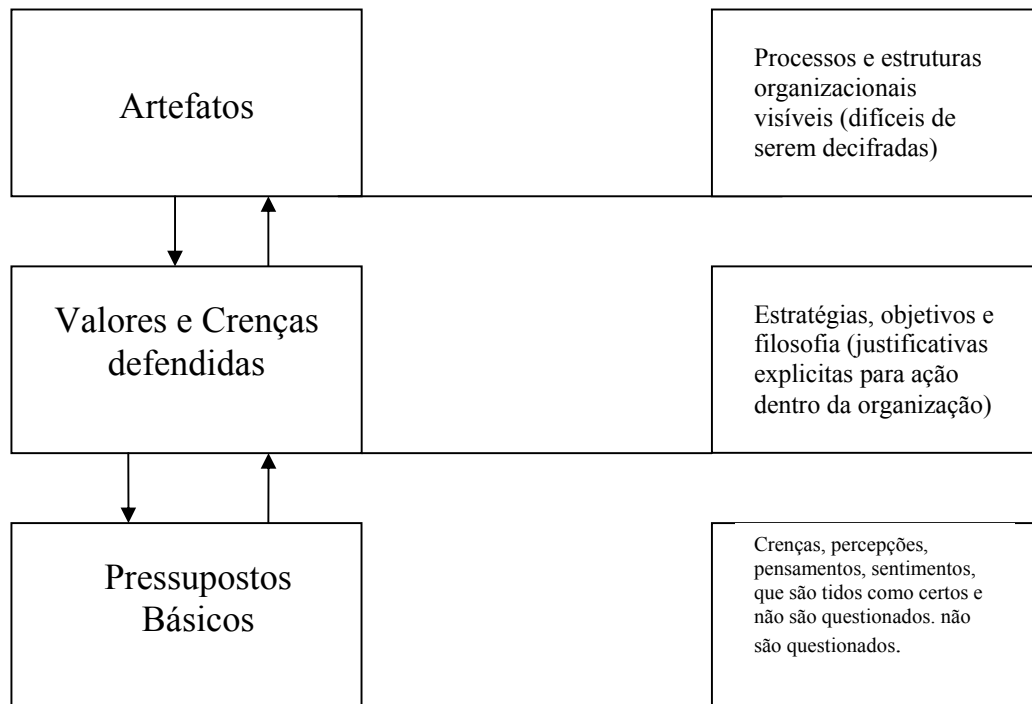 Artefatos
Processos e estruturas
organizacionais
visíveis (difíceis de
serem decifradas)
Valores e Crenças
defendidas
Estratégias, objetivos e
filosofia (justificativas
explicitas para ação
dentro da organização)
Pressupostos
Básicos
Crenças, percepções,
pensamentos, sentimentos,
que são tidos como certos e
não são questionados. não
são questionados.